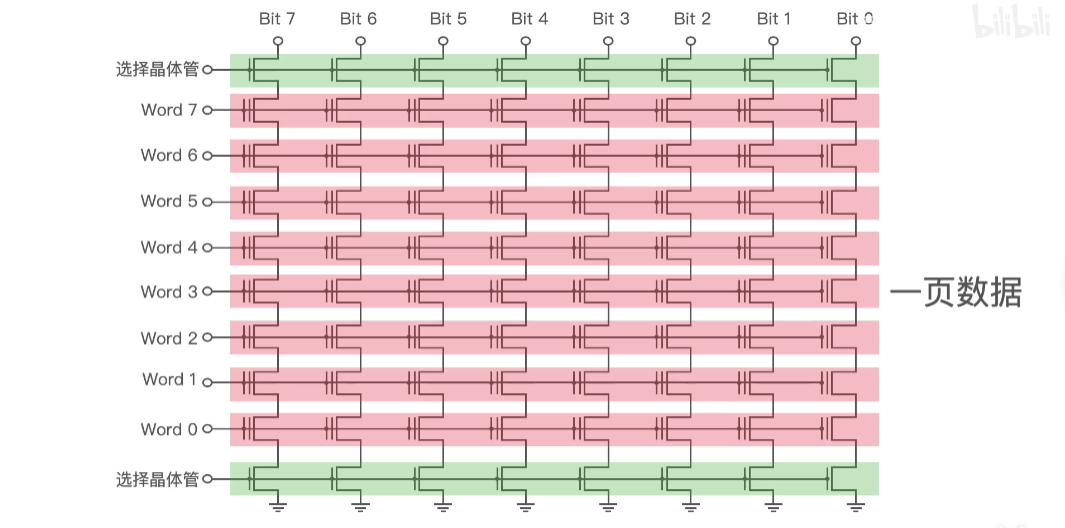 bilibili
Bit 7 Bit 6 Bit 5 Bit 4 Bit 3 Bit 2 Bit 1 Bit 0
选择晶体管
Word 7
Word 6
Word 5
Word 4
Word 3 一页数据
Word 2
Word 1
Word 0
选择晶体管